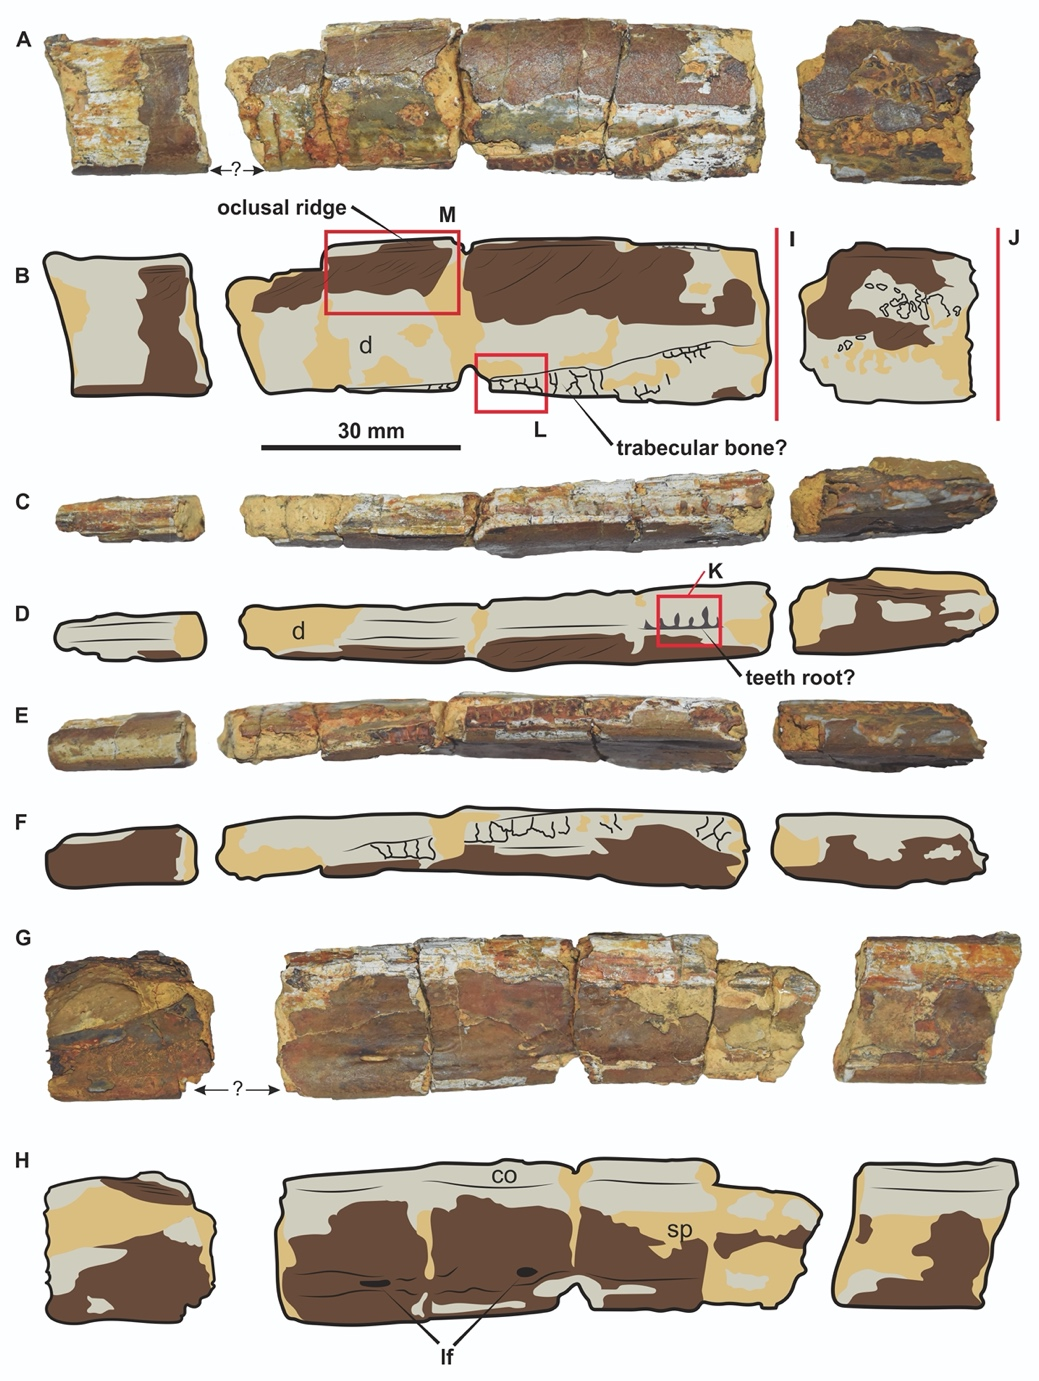 A
?
oclusal ridge
M
I
J
B
d
30 mm
L
trabecular bone?
C
K
D
d
teeth root?
E
F
G
?
H
co
sp
lf